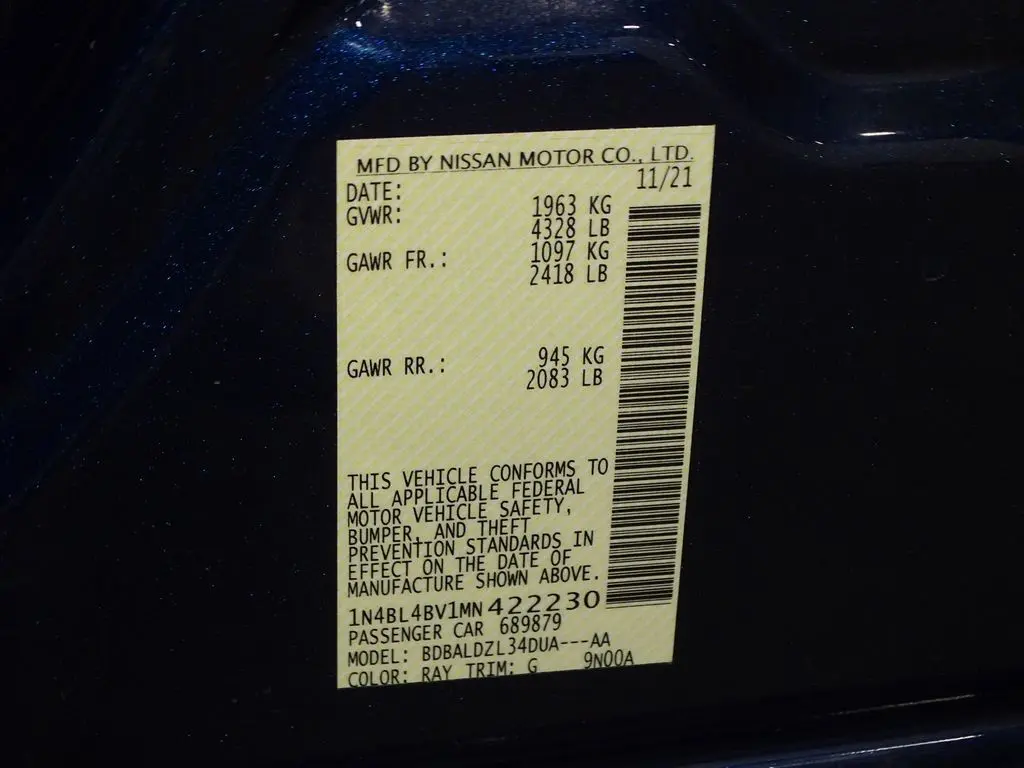 MFD BY NISSAN MOTOR CO., LTD.
DATE: 11/21
GVWR: 1963 KG
4328 LB
GAWR FR.: 1097 KG
2418 LB
GAWR RR.: 945 KG
2083 LB
THIS VEHICLE CONFORMS TO
ALL APPLICABLE FEDERAL
MOTOR VEHICLE SAFETY,
BUMPER, AND THEFT
PREVENTION STANDARDS IN
EFFECT ON THE DATE OF
MANUFACTURE SHOWN ABOVE.
1N4BL4BV1MN422230
PASSENGER CAR 689879
MODEL: BDBALDZL34DUA---AA
COLOR: RAY TRIM: G 9N00A